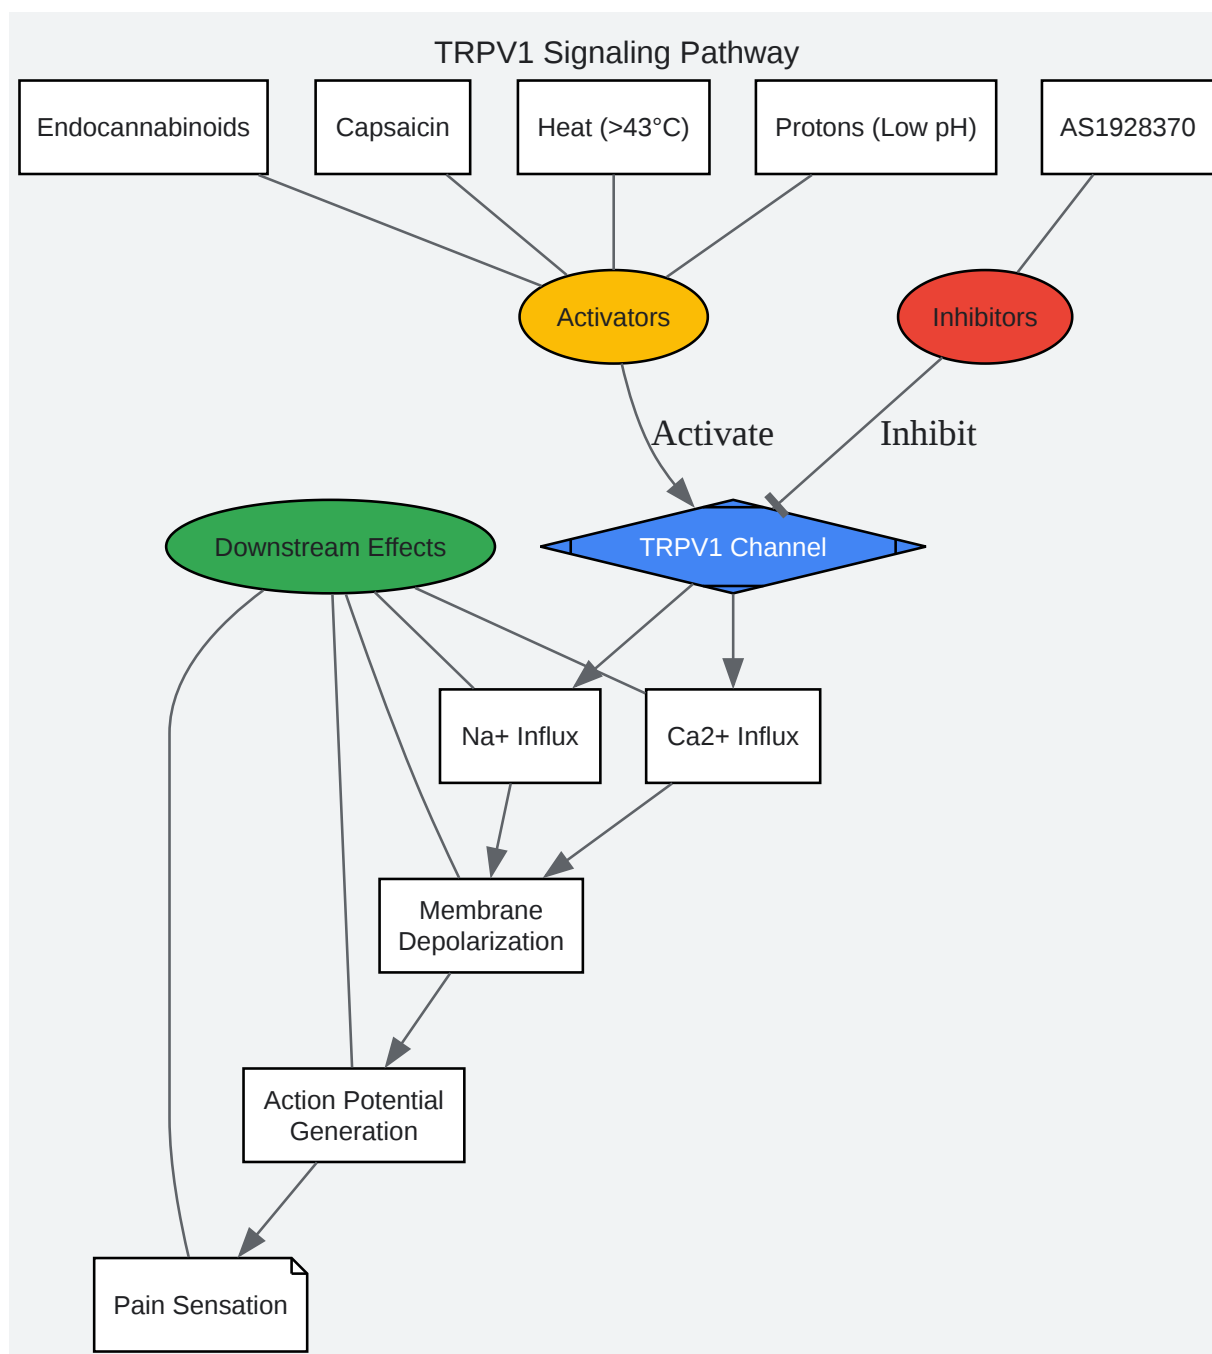 TRPV1 Signaling Pathway
Endocannabinoids
Capsaicin
Heat (>43°C)
Protons (Low pH)
AS1928370
Activators
Inhibitors
Activate
Inhibit
Downstream Effects
TRPV1 Channel
Na+ Influx
Ca2+ Influx
Membrane
Depolarization
Action Potential
Generation
Pain Sensation